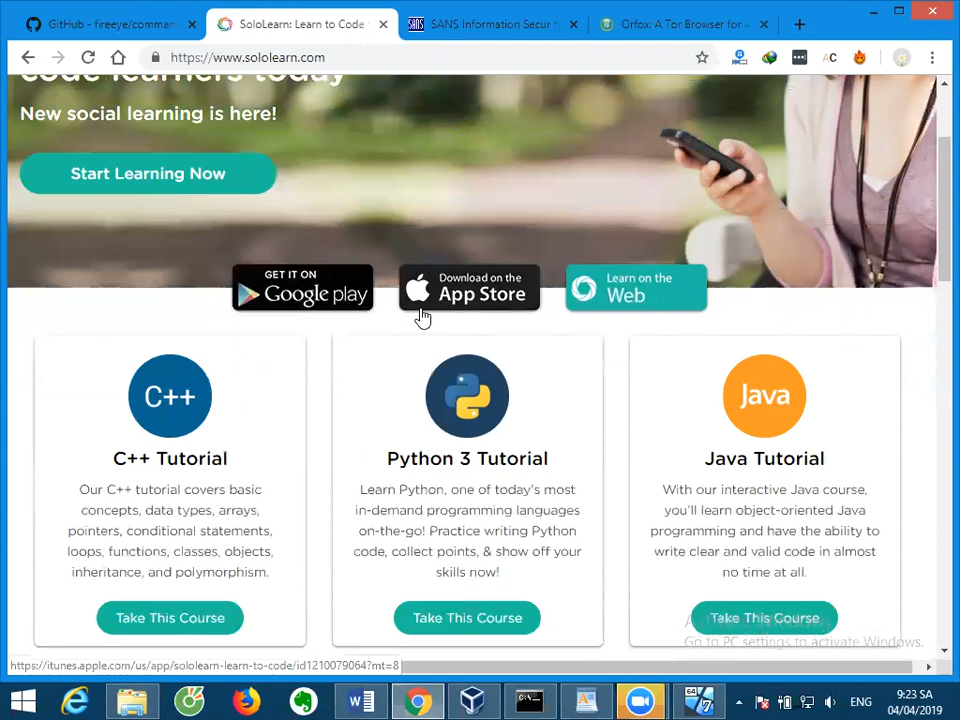 GitHub - fireeye/comman
SoloLearn: Learn to Code
SANS Information Secur
Orfox: A Tor Browser for A
https://www.sololearn.com
AC
code learners today
New social learning is here!
Start Learning Now
GET IT ON
Google play
Download on the
App Store
Learn on the
Web
C++
Java
C++ Tutorial
Our C++ tutorial covers basic
concepts, data types, arrays,
pointers, conditional statements,
loops, functions, classes, objects,
inheritance, and polymorphism.
Take This Course
Python 3 Tutorial
Learn Python, one of today's most
in-demand programming languages
on-the-go! Practice writing Python
code, collect points, & show off your
skills now!
Take This Course
Java Tutorial
With our interactive Java course,
you'll learn object-oriented Java
programming and have the ability to
write clear and valid code in almost
no time at all.
Take This Course
Activate Windows
Go to PC settings to activate Windows.
https://itunes.apple.com/us/app/sololearn-learn-to-code/id1210079064?mt=8
64
ENG
9:23 SA
04/04/2019